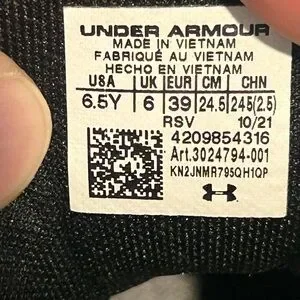 UNDER ARMOUR
MADE IN VIETNAM
FABRIQUÉ AU VIETNAM
HECHO EN VIETNAM
USA UK EUR CM CHN
6.5Y 6 39 24.5 245(2.5)
RSV 10/21
4209854316
Art.3024794-001
KN2JNMR795QH1QP